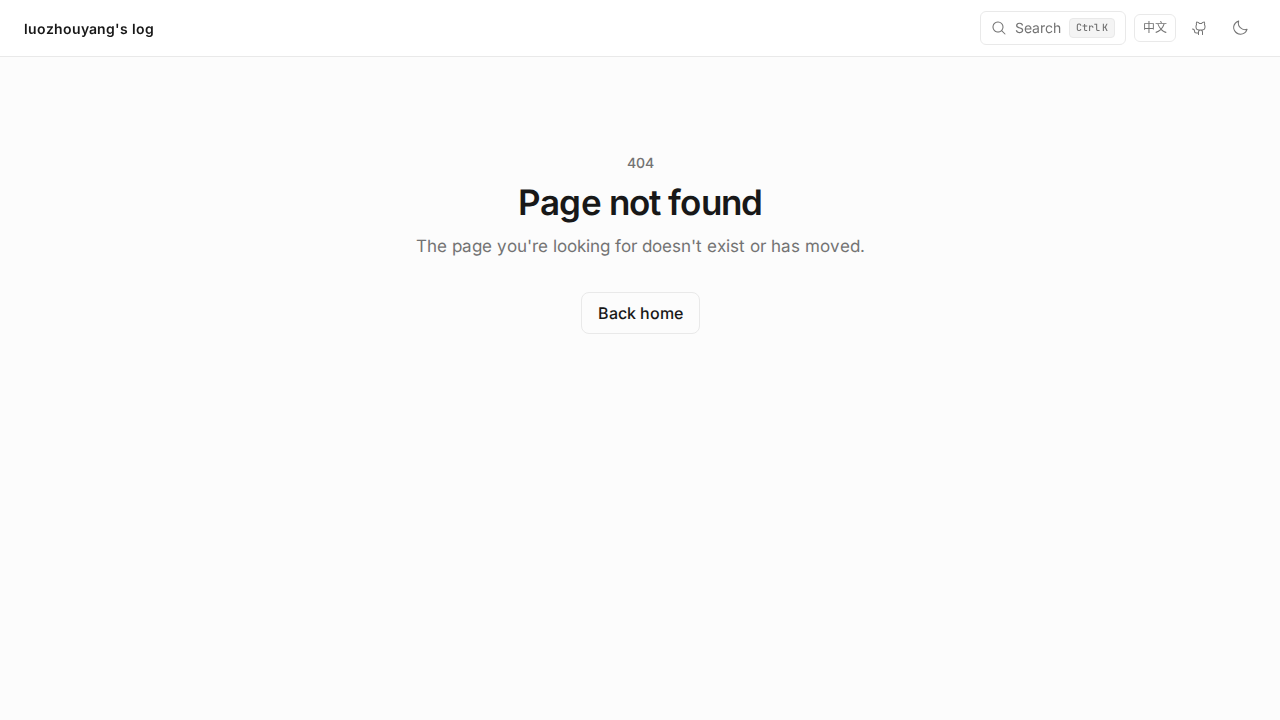 luozhouyang's log
Search Ctrl K
中文
404
Page not found
The page you're looking for doesn't exist or has moved.
Back home